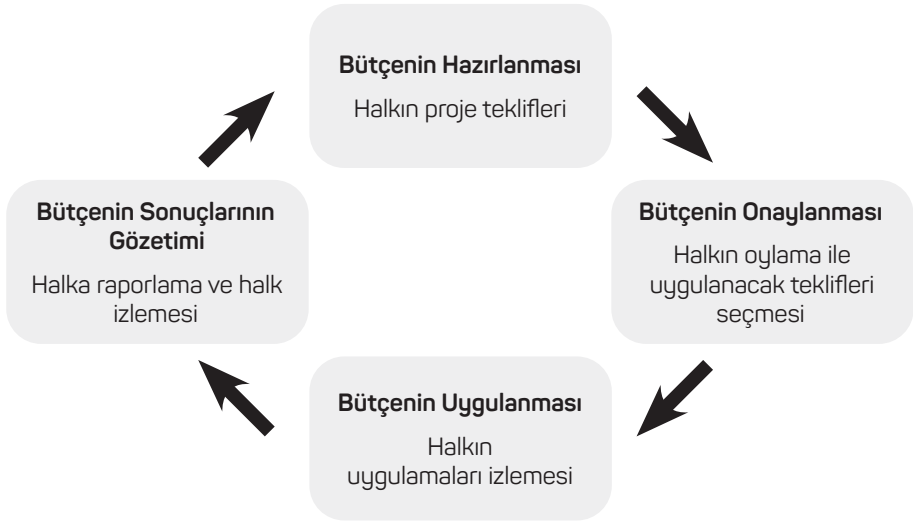 Bütçenin Hazırlanması
Halkın proje teklifleri
Bütçenin Onaylanması
Halkın oylama ile
uygulanacak teklifleri
seçmesi
Bütçenin Uygulanması
Halkın
uygulamaları izlemesi
Bütçenin Sonuçlarının
Gözetimi
Halka raporlama ve halk
izlemesi